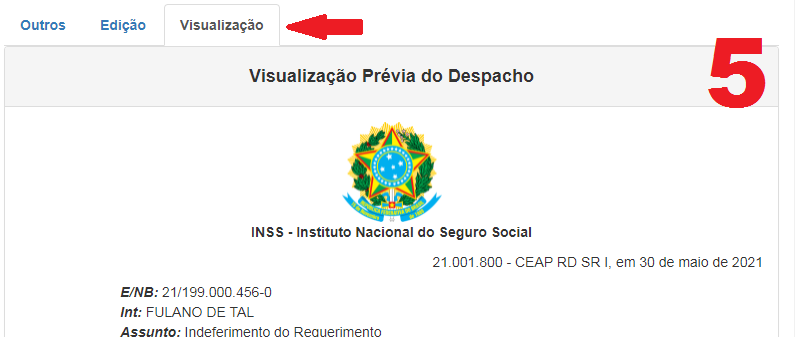 Outros Edição Visualização
5
Visualização Prévia do Despacho
INSS - Instituto Nacional do Seguro Social
21.001.800 - CEAP RD SR I, em 30 de maio de 2021
E/NB: 21/199.000.456-0
Int: FULANO DE TAL
Assunto: Indeferimento do Requerimento